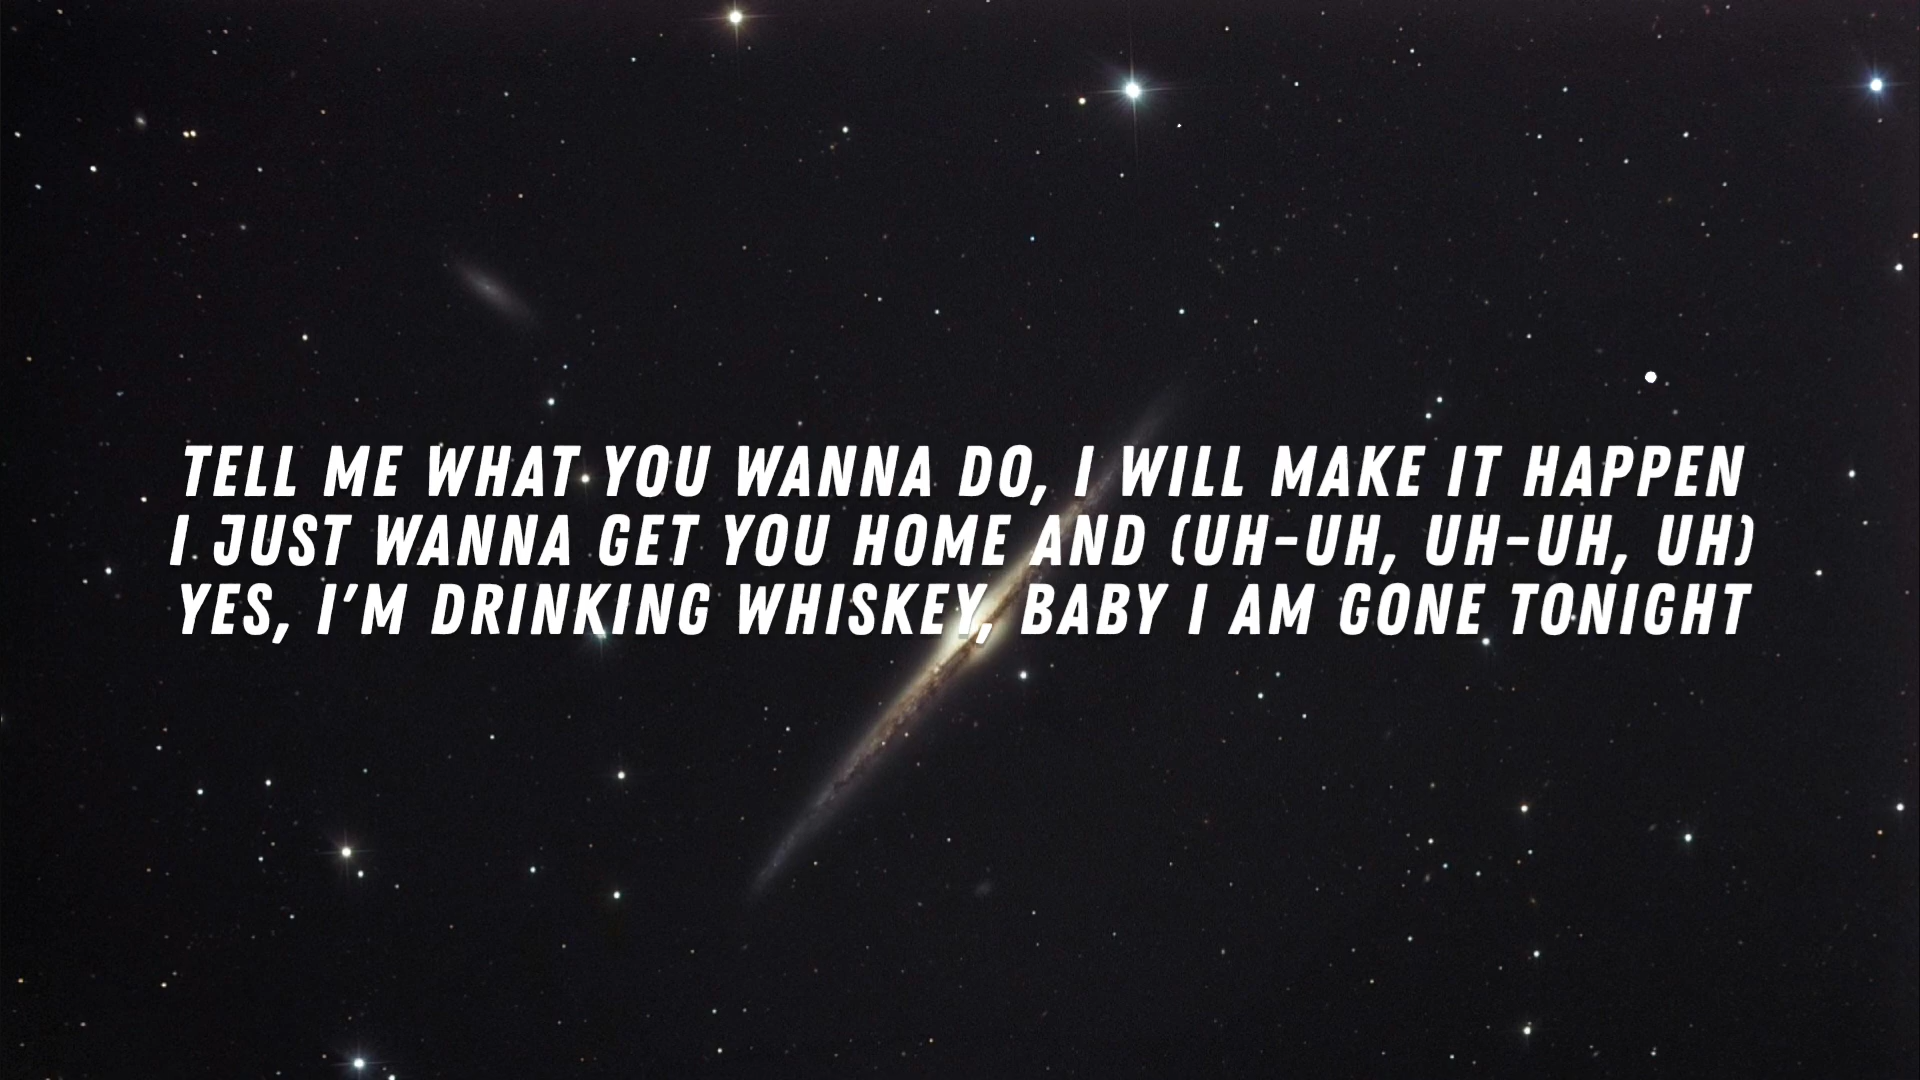 TELL ME WHAT YOU WANNA DO, I WILL MAKE IT HAPPEN
I JUST WANNA GET YOU HOME AND (UH-UH, UH-UH, UH)
YES, I'M DRINKING WHISKEY, BABY I AM GONE TONIGHT